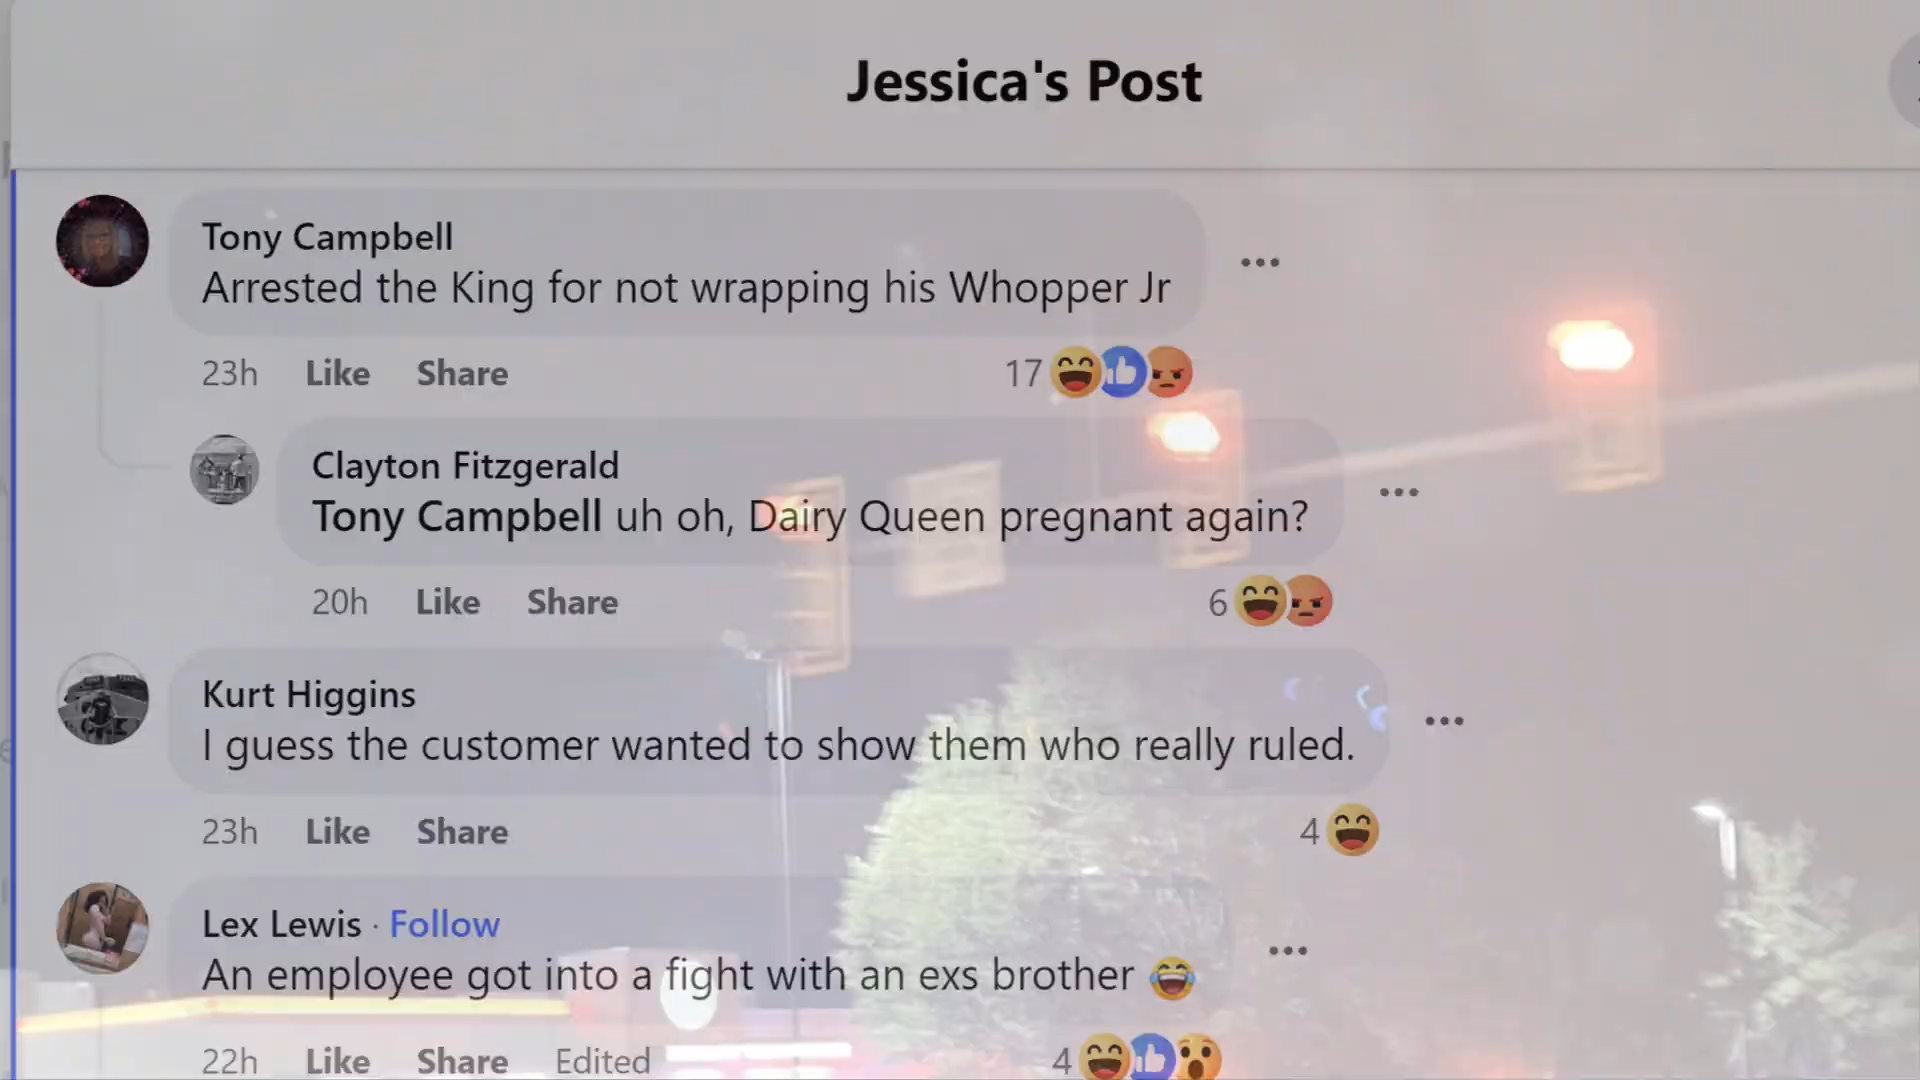 Jessica's Post
Tony Campbell
Arrested the King for not wrapping his Whopper Jr
23h Like Share 17
Clayton Fitzgerald
Tony Campbell uh oh, Dairy Queen pregnant again?
20h Like Share 6
Kurt Higgins
I guess the customer wanted to show them who really ruled.
23h Like Share 4
Lex Lewis · Follow
An employee got into a fight with an exs brother 😂
22h Like Share Edited 4